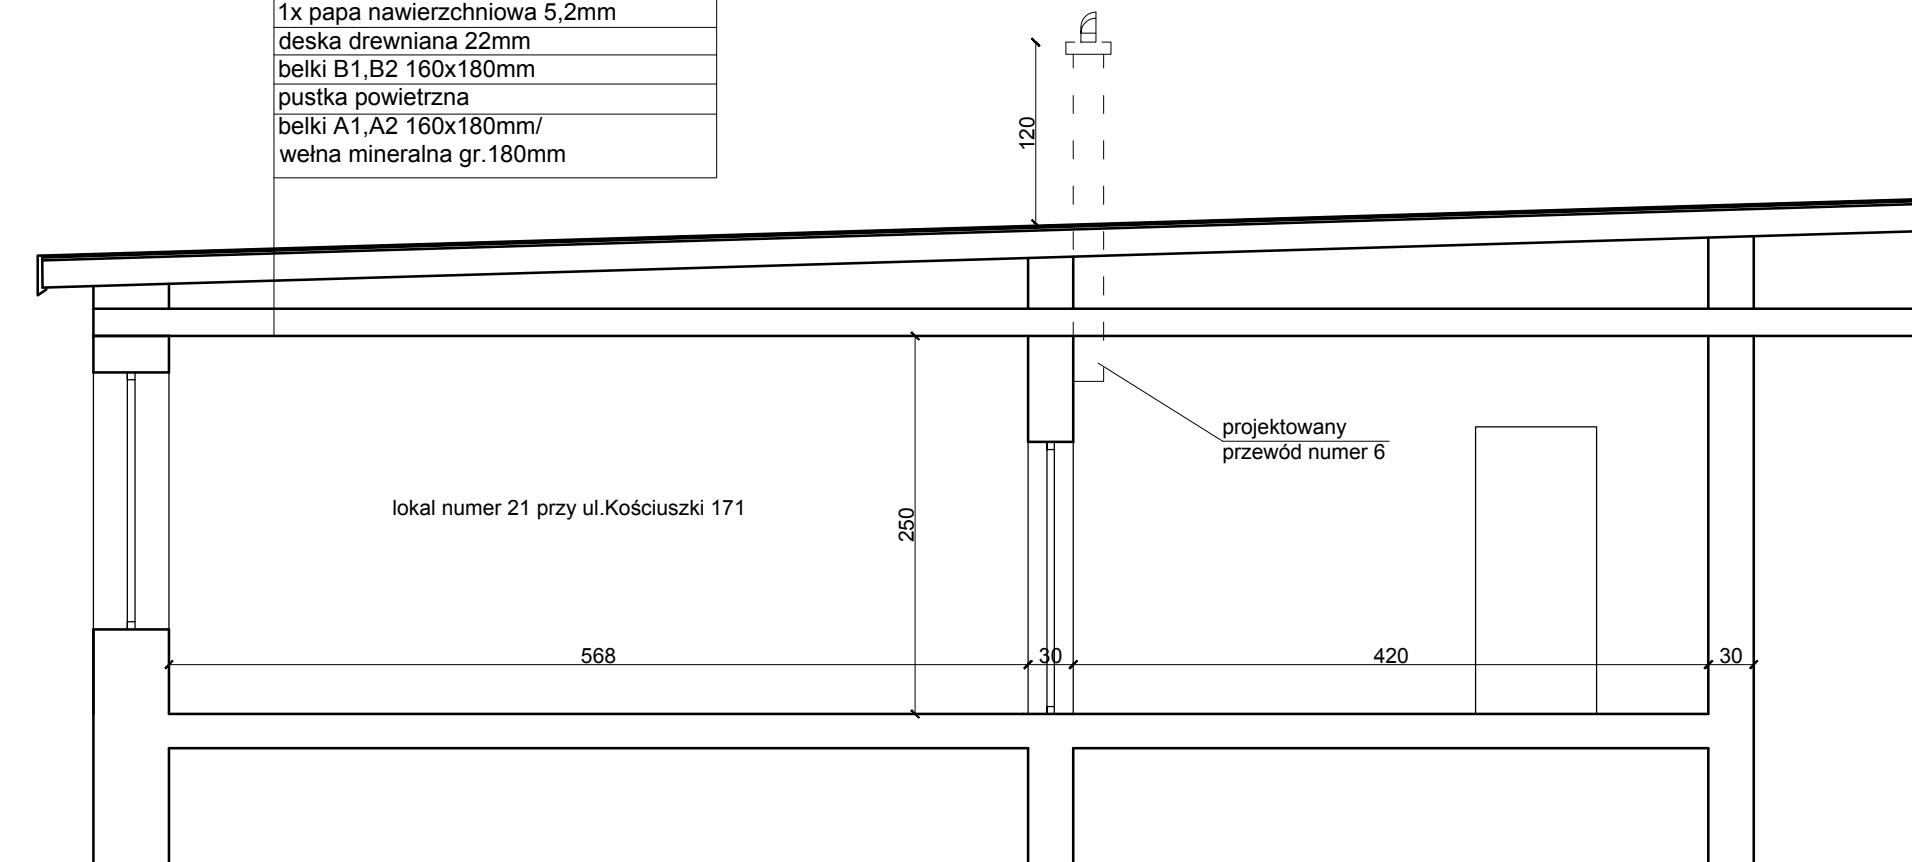 1x papa nawierzchniowa 5,2mm
deska drewniana 22mm
belki B1,B2 160x180mm
pustka powietrzna
belki A1,A2 160x180mm/
wełna mineralna gr.180mm
120
projektowany
przewód numer 6
lokal numer 21 przy ul.Kościuszki 171
250
568
30
420
30